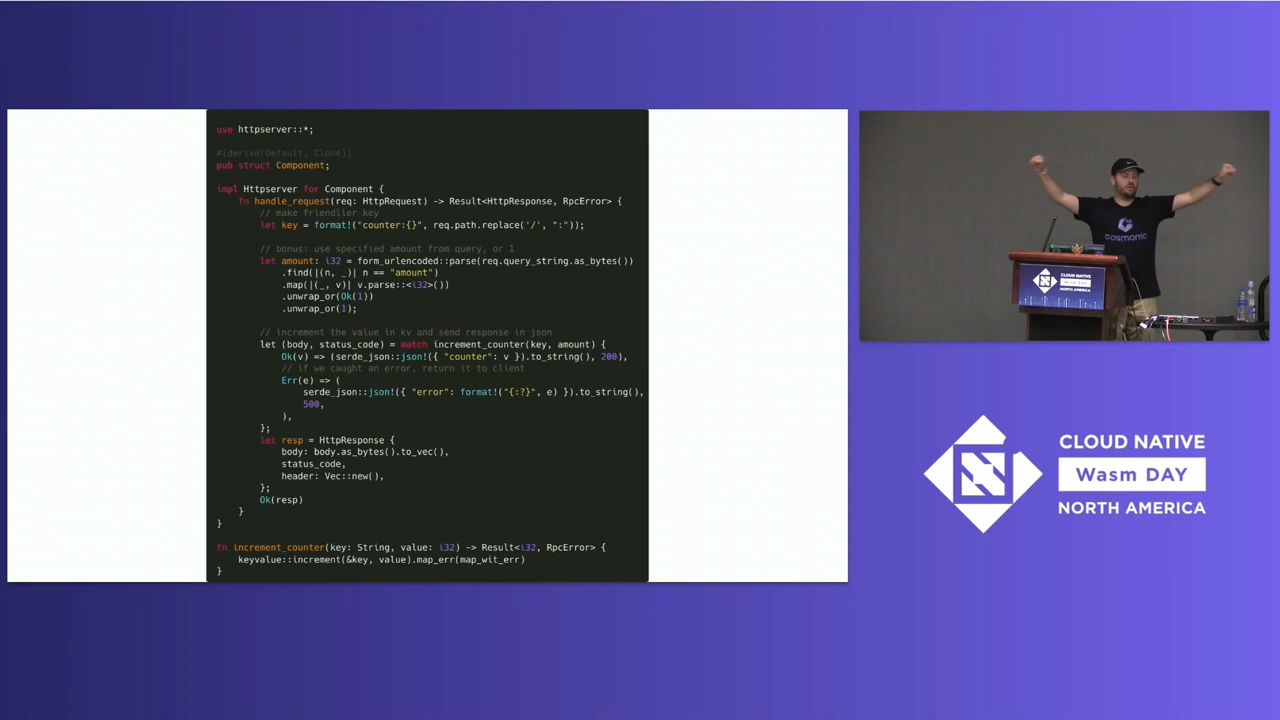 use httpserver::*;
#[derive(Default, Clone)]
pub struct Component;
impl Httpserver for Component {
fn handle_request(req: HttpRequest) -> Result<HttpResponse, RpcError> {
// make friendlier key
let key = format!("counter:{}", req.path.replace('/', ":"));
// bonus: use specified amount from query, or 1
let amount: i32 = form_urlencoded::parse(req.query_string.as_bytes())
.find(|(n, _)| n == "amount")
.map(|(_, v)| v.parse::<i32>())
.unwrap_or(Ok(1))
.unwrap_or(1);
// increment the value in kv and send response in json
let (body, status_code) = match increment_counter(key, amount) {
Ok(v) => (serde_json::json!({ "counter": v }).to_string(), 200),
// if we caught an error, return it to client
Err(e) => (
serde_json::json!({ "error": format!("{:?}", e) }).to_string(),
500,
),
};
let resp = HttpResponse {
body: body.as_bytes().to_vec(),
status_code,
header: Vec::new(),
};
Ok(resp)
}
}
fn increment_counter(key: String, value: i32) -> Result<i32, RpcError> {
keyvalue::increment(&key, value).map_err(map_wit_err)
}
cosmonic
CLOUD NATIVE
Wasm DAY
NORTH AMERICA
CLOUD NATIVE
Wasm DAY
NORTH AMERICA